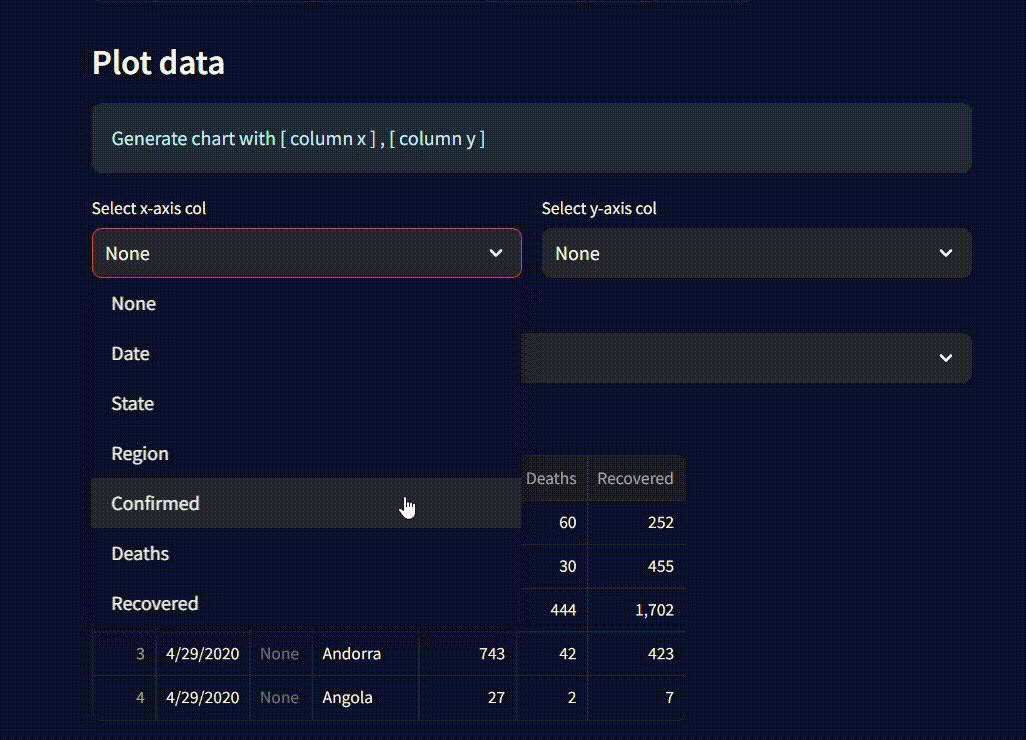 Plot data
Generate chart with [ column x ] , [ column y ]
Select x-axis col Select y-axis col
None None
None
Date
State
Region
Confirmed
Deaths
Recovered
Deaths Recovered
60 252
30 455
444 1,702
3 4/29/2020 None Andorra 743 42 423
4 4/29/2020 None Angola 27 2 7